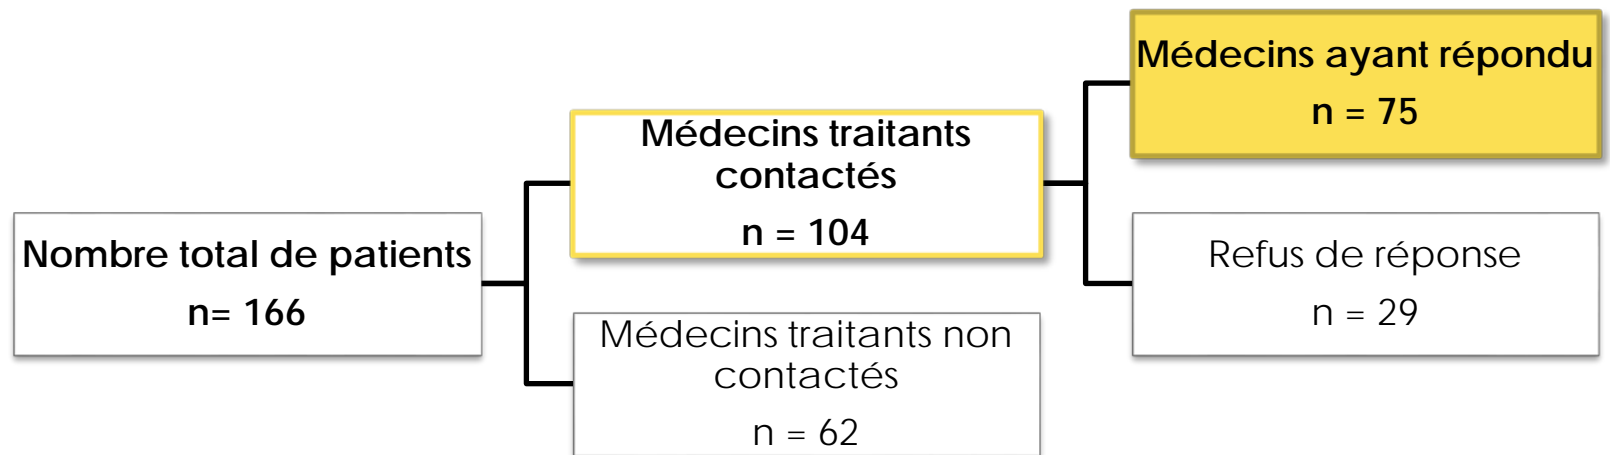 Nombre total de patients
n= 166
Médecins traitants
contactés
n = 104
Médecins traitants non
contactés
n = 62
Médecins ayant répondu
n = 75
Refus de réponse
n = 29